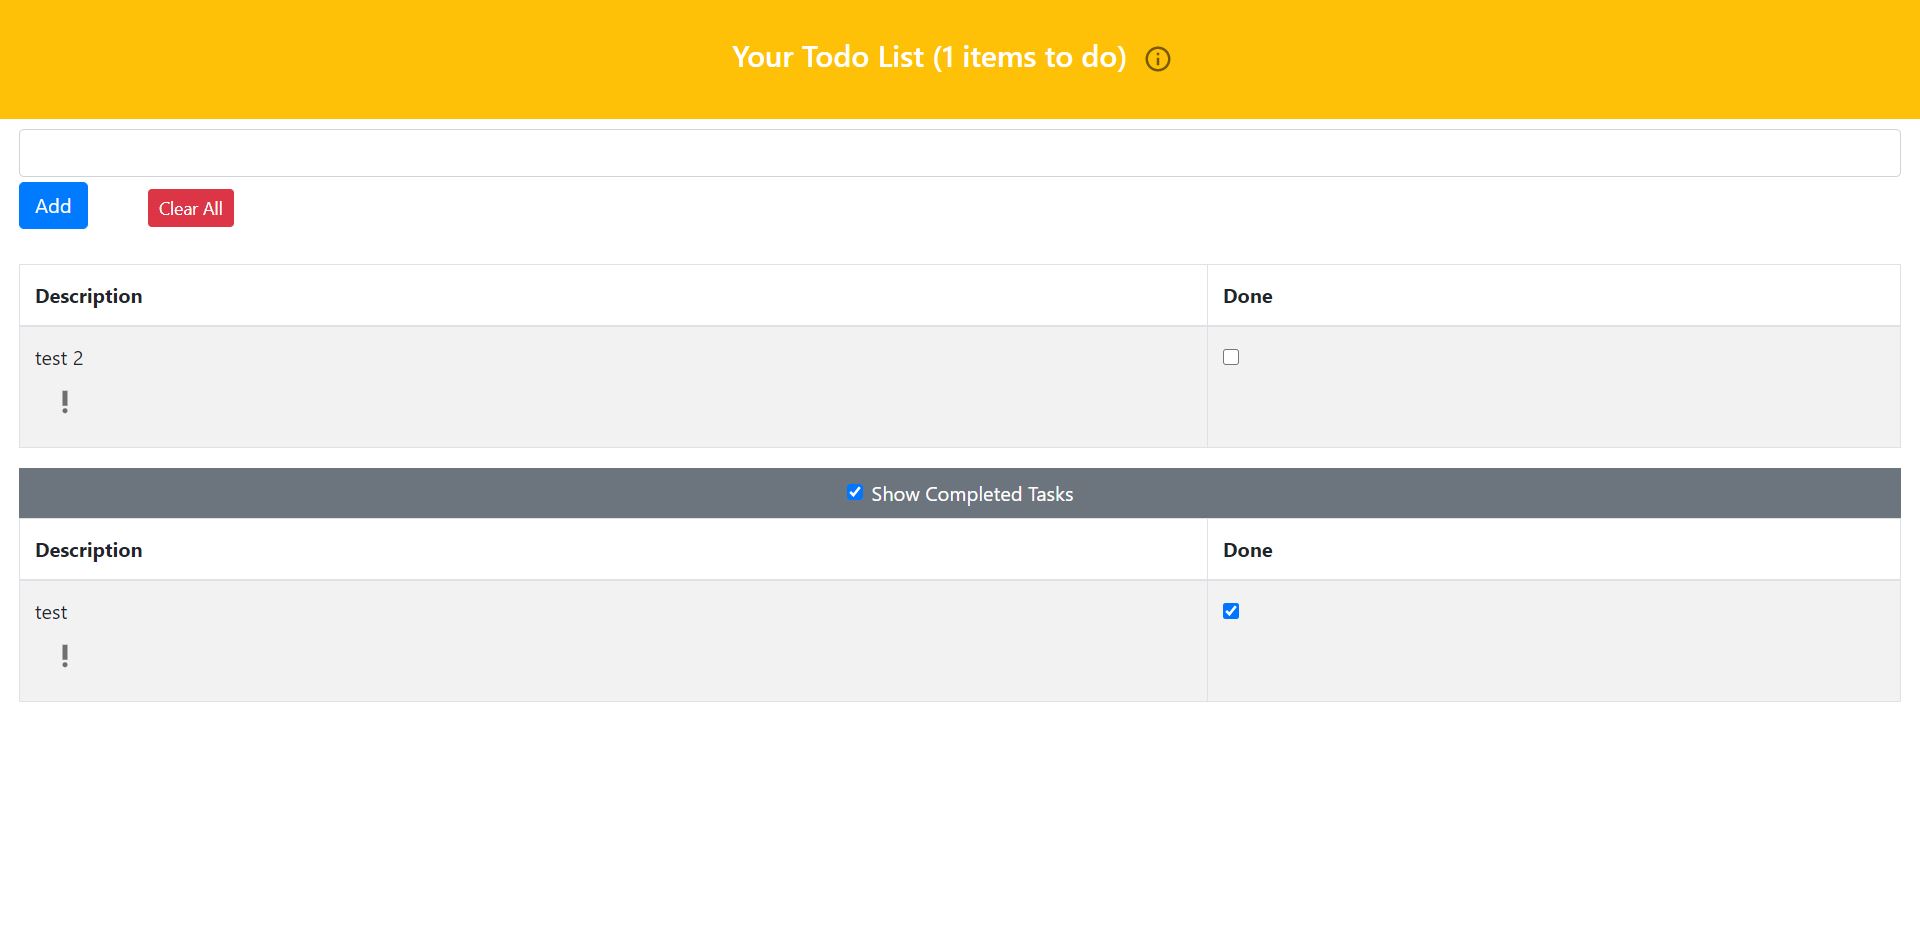 Your Todo List (1 items to do)
Add
Clear All
Description
Done
test 2
Show Completed Tasks
Description
Done
test